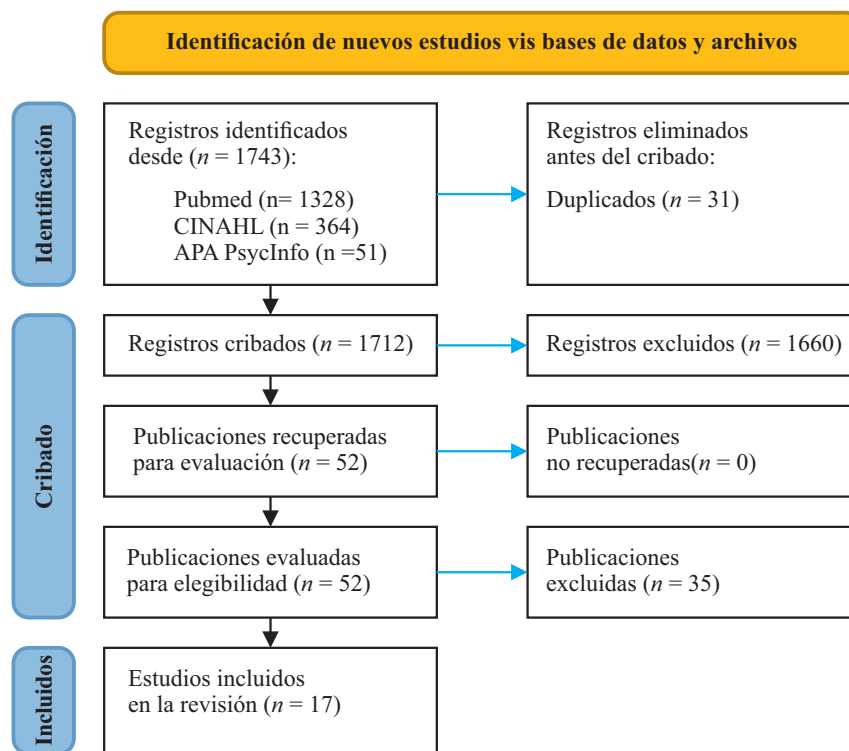 Identificación de nuevos estudios vis bases de datos y archivos
Identificación
Registros identificados
desde (n = 1743):
Pubmed (n= 1328)
CINAHL (n = 364)
APA PsycInfo (n =51)
Registros eliminados
antes del cribado:
Duplicados (n = 31)
Cribado
Registros cribados (n = 1712)
Registros excluidos (n = 1660)
Publicaciones recuperadas
para evaluación (n = 52)
Publicaciones
no recuperadas(n = 0)
Publicaciones evaluadas
para elegibilidad (n = 52)
Publicaciones
excluidas (n = 35)
Incluidos
Estudios incluidos
en la revisión (n = 17)